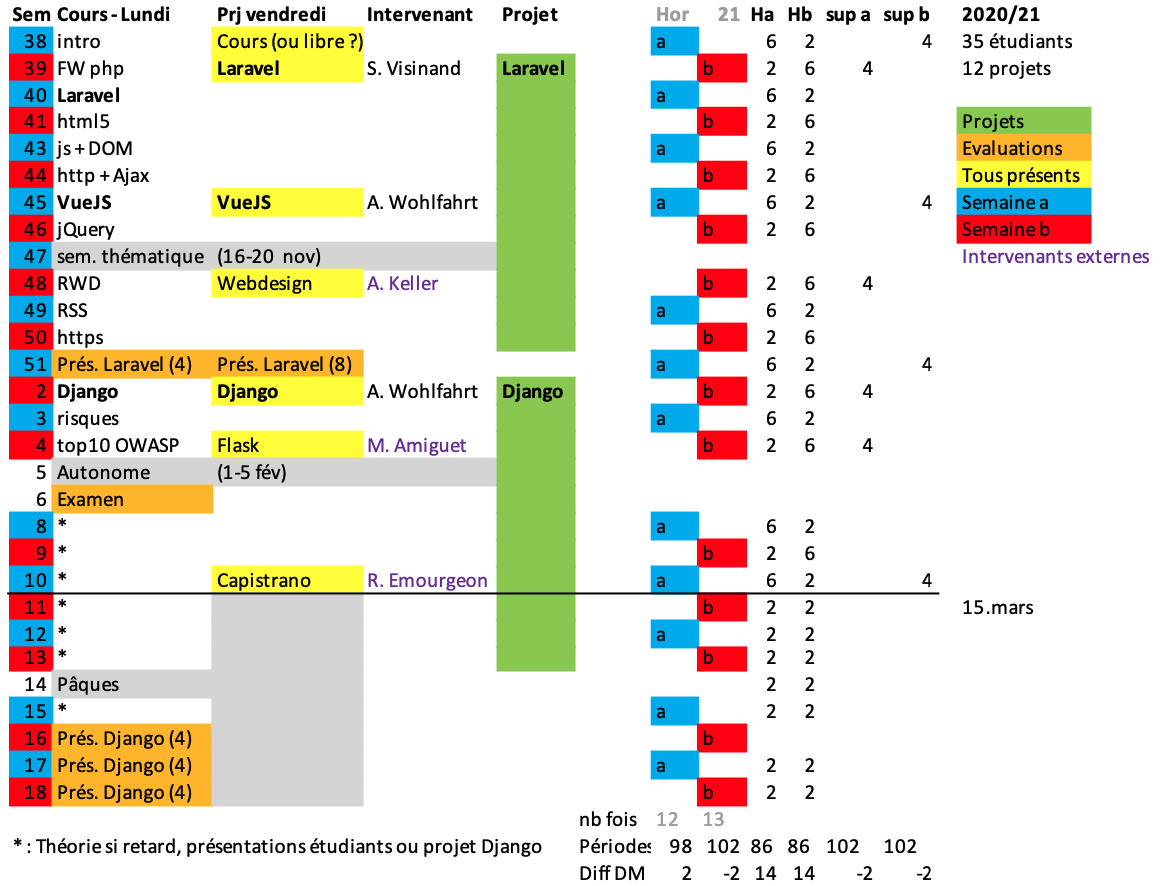 Sem Cours - Lundi Prj vendredi Intervenant Projet Hor 21 Ha Hb sup a sup b 2020/21
38 intro Cours (ou libre ?) a 6 2 4 35 étudiants
39 FW php Laravel S. Visinand Laravel b 2 6 4 12 projets
40 Laravel a 6 2
41 html5 b 2 6 Projets
43 js + DOM a 6 2 Evaluations
44 http + Ajax b 2 6 Tous présents
45 VueJS VueJS A. Wohlfahrt a 6 2 4 Semaine a
46 jQuery b 2 6 Semaine b
47 sem. thématique (16-20 nov) Intervenants externes
48 RWD Webdesign A. Keller b 2 6 4
49 RSS a 6 2
50 https b 2 6
51 Prés. Laravel (4) Prés. Laravel (8) a 6 2 4
2 Django Django A. Wohlfahrt Django b 2 6 4
3 risques a 6 2
4 top10 OWASP Flask M. Amiguet b 2 6 4
5 Autonome (1-5 fév)
6 Examen
8 * a 6 2
9 * b 2 6
10 * Capistrano R. Emourgeon a 6 2 4
11 * b 2 2 15.mars
12 * a 2 2
13 * b 2 2
14 Pâques 2 2
15 * a 2 2
16 Prés. Django (4) b
17 Prés. Django (4) a 2 2
18 Prés. Django (4) b 2 2
nb fois 12 13
* : Théorie si retard, présentations étudiants ou projet Django Périodes 98 102 86 86 102 102
Diff DM 2 -2 14 14 -2 -2